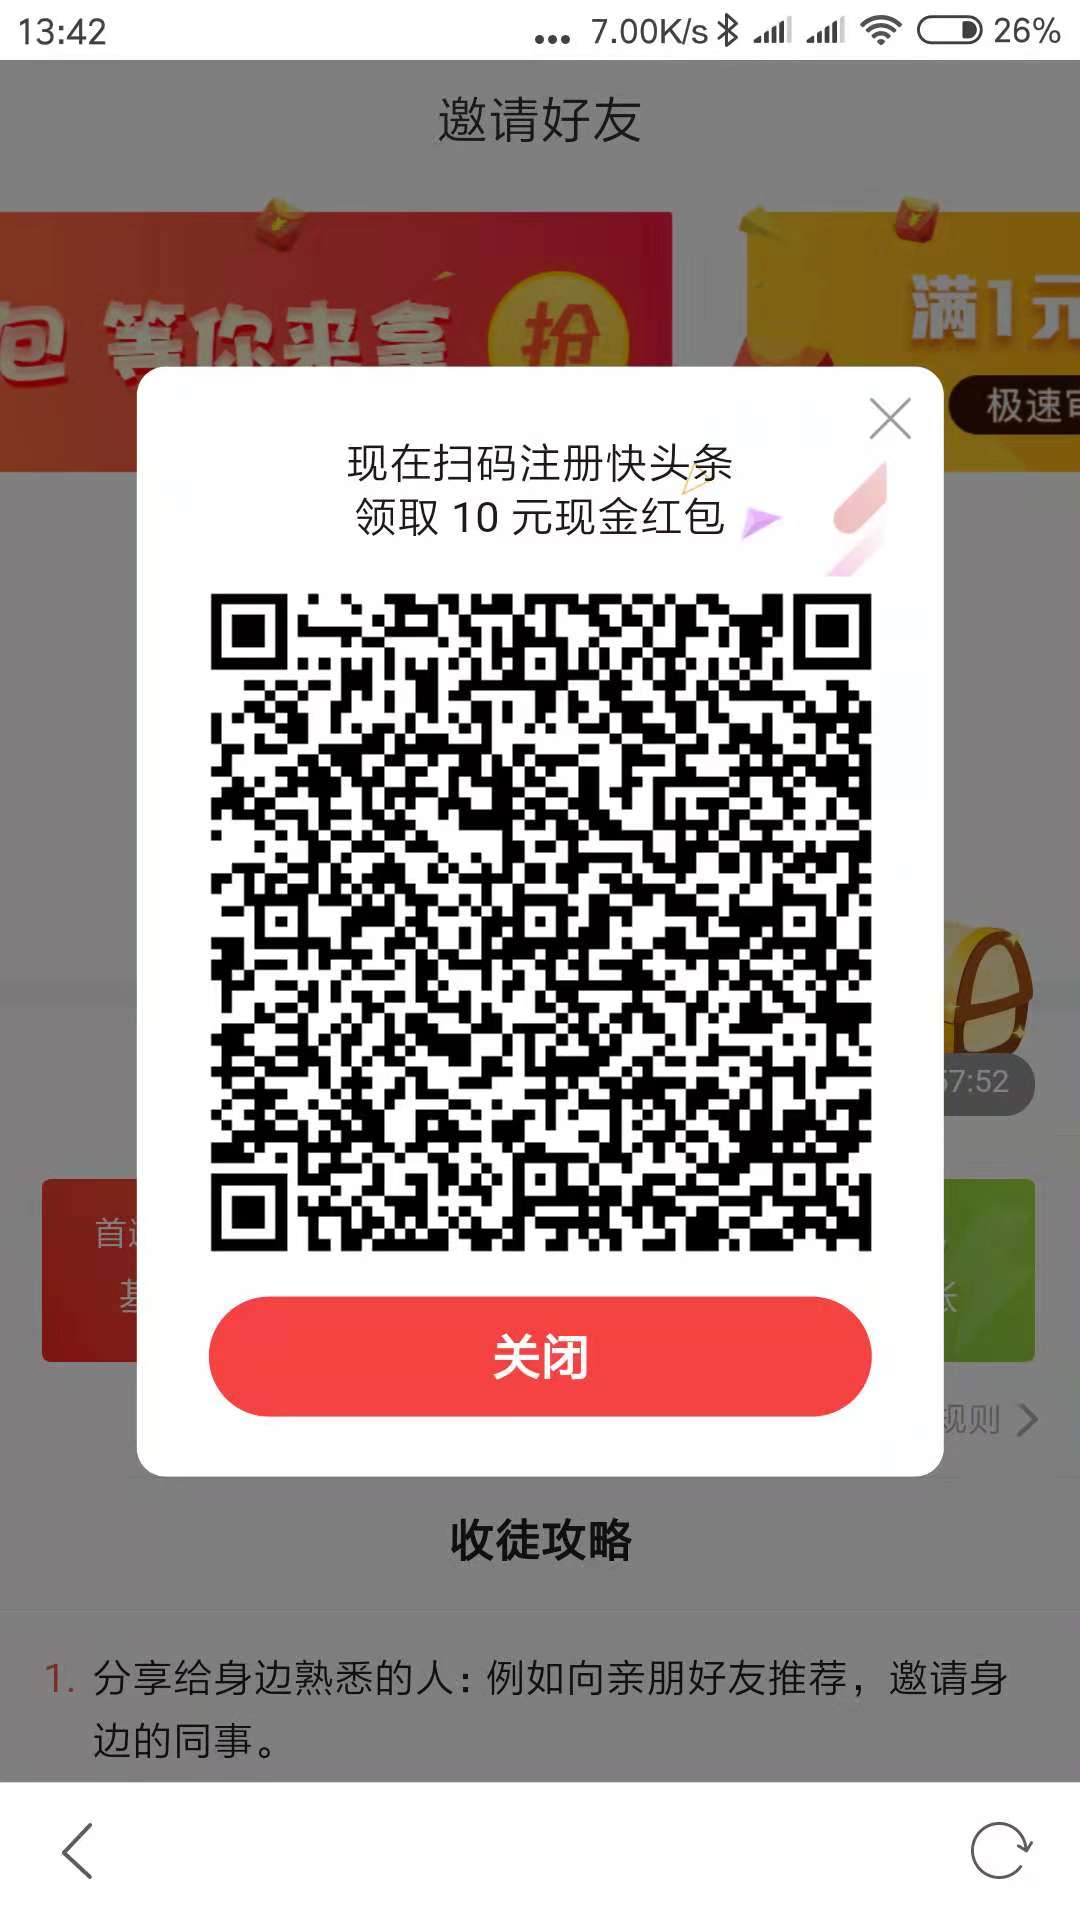 13:42
... 7.00K/s 26%
邀请好友
包 等你来拿 抢
满1元
极速
现在扫码注册快头条
领取 10 元现金红包
57:52
首
关闭
规则
收徒攻略
1. 分享给身边熟悉的人：例如向亲朋好友推荐，邀请身
边的同事。